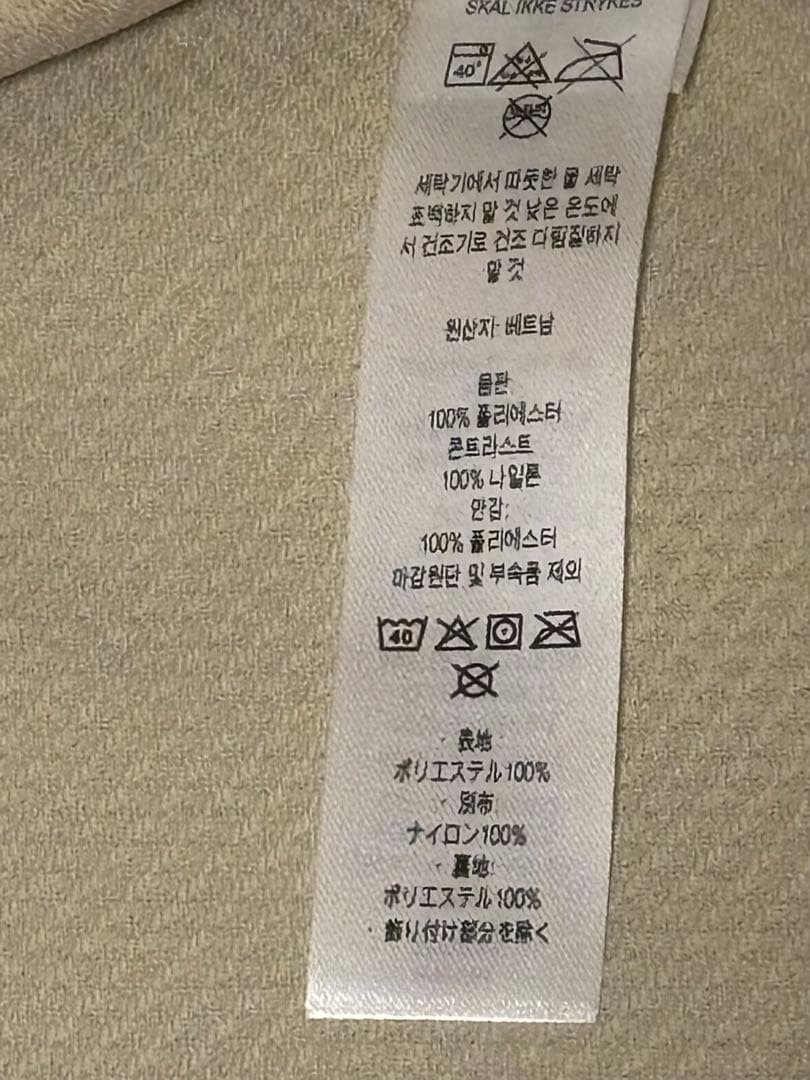 SKAL IKKE STRYKES
40°
세탁기에서 따뜻한 물 세탁
표백하지 말 것 낮은 온도에
서 건조기로 건조 다림질하지
말 것
원산지: 베트남
몸판:
100% 폴리에스터
콘트라스트
100% 나일론
안감:
100% 폴리에스터
마감원단 및 부속품 제외
40
· 表地
ポリエステル100%
· 別布
ナイロン100%
· 裏地:
ポリエステル100%
· 飾り付け部分を除く